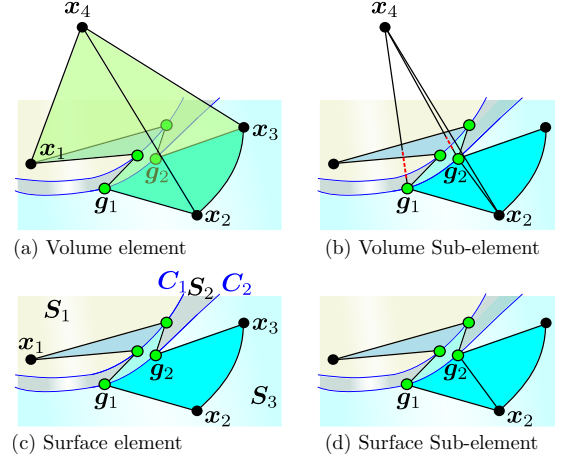 x4
x1
x3
g2
g1
x2
(a) Volume element
x4
g2
g1
x2
(b) Volume Sub-element
C1 S2 C2
S1
x1
x3
g2
g1
S3
x2
(c) Surface element
g2
g1
x2
(d) Surface Sub-element